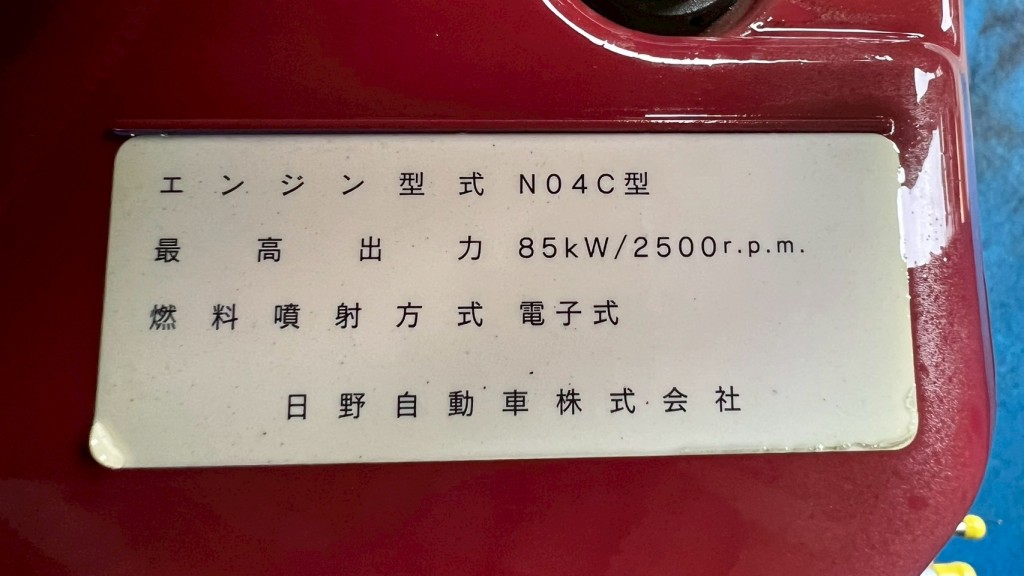 エンジン型式 N04C型
最高出力 85kW/2500r.p.m.
燃料噴射方式 電子式
日野自動車株式会社